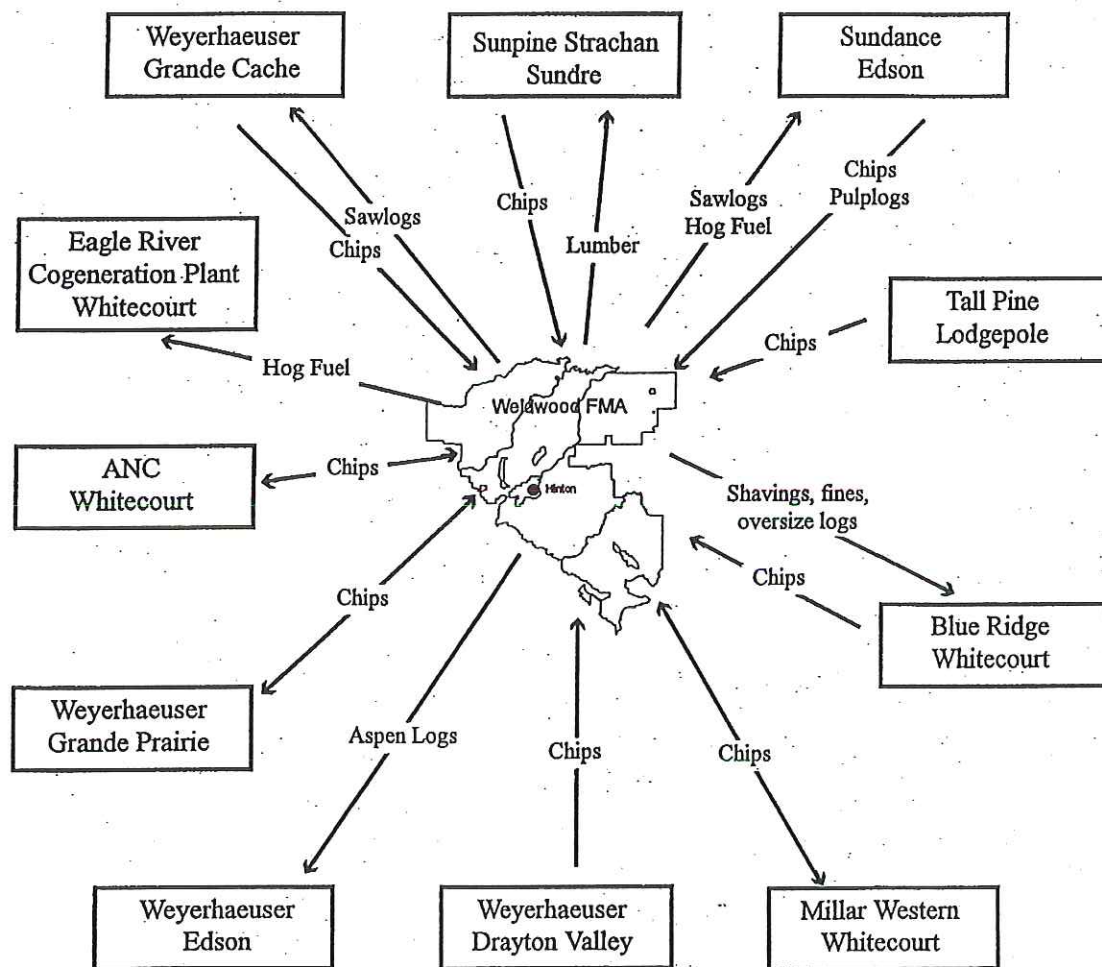 Weyerhaeuser
Grande Cache
Sunpine Strachan
Sundre
Sundance
Edson
Chips
Pulplogs
Chips
Sawlogs
Hog Fuel
Sawlogs
Chips
Lumber
Eagle River
Cogeneration Plant
Whitecourt
Tall Pine
Lodgepole
Chips
Hog Fuel
Weldwood FMA
ANC
Whitecourt
Chips
Hinton
Shavings, fines,
oversize logs
Chips
Chips
Blue Ridge
Whitecourt
Weyerhaeuser
Grande Prairie
Aspen Logs
Chips
Chips
Weyerhaeuser
Edson
Weyerhaeuser
Drayton Valley
Millar Western
Whitecourt